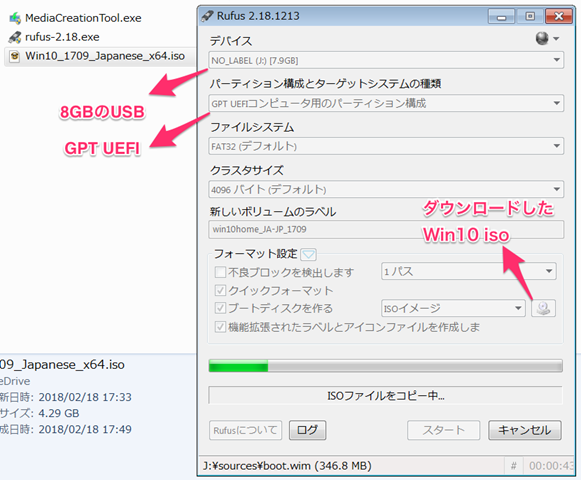 MediaCreationTool.exe
rufus-2.18.exe
Win10_1709_Japanese_x64.iso
Rufus 2.18.1213
デバイス
NO_LABEL (J:) [7.9GB]
8GBのUSB
パーティション構成とターゲットシステムの種類
GPT UEFIコンピュータ用のパーティション構成
GPT UEFI
ファイルシステム
FAT32 (デフォルト)
クラスタサイズ
4096 バイト (デフォルト)
新しいボリュームのラベル
win10home_JA-JP_1709
ダウンロードした
Win10 iso
フォーマット設定
不良ブロックを検出します
1 パス
クイックフォーマット
ブートディスクを作る
ISOイメージ
機能拡張されたラベルとアイコンファイルを作成しま
ISOファイルをコピー中...
Rufusについて
ログ
スタート
キャンセル
J:¥sources¥boot.wim (346.8 MB)
#
00:00:43
09_Japanese_x64.iso
eDrive
新日時: 2018/02/18 17:33
サイズ: 4.29 GB
成日時: 2018/02/18 17:49